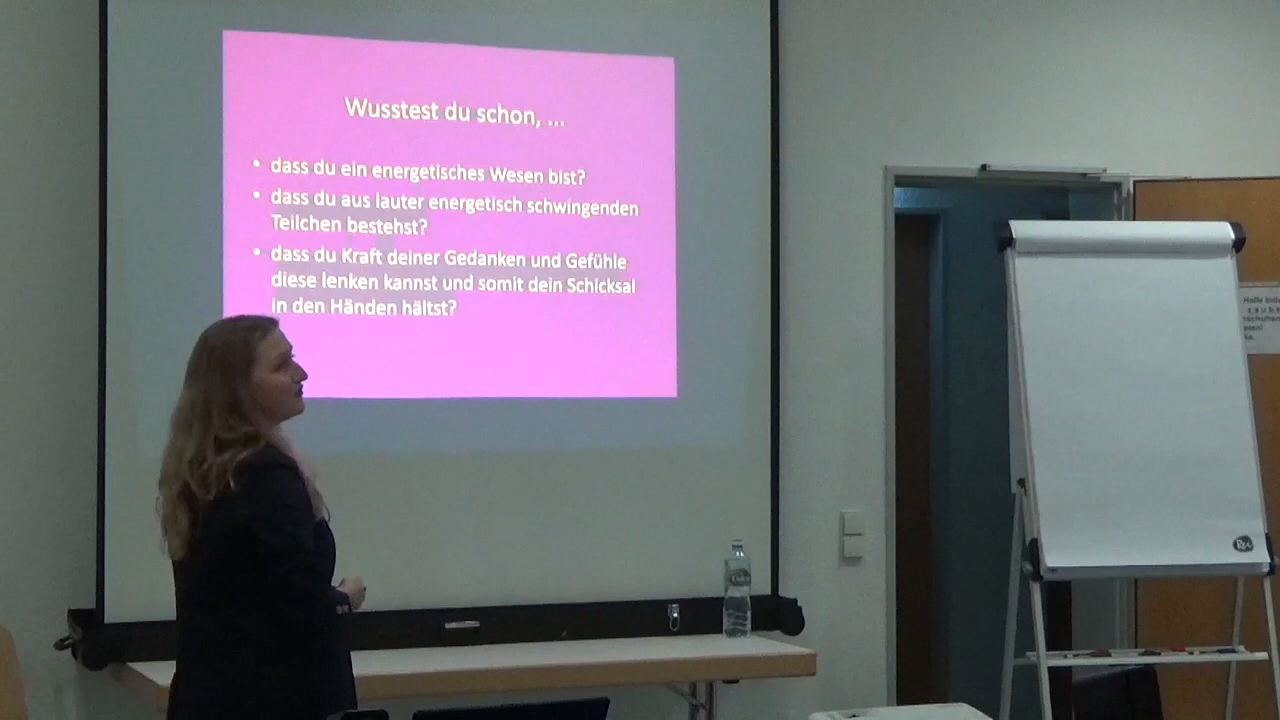 Wusstest du schon, ...
• dass du ein energetisches Wesen bist?
• dass du aus lauter energetisch schwingenden
Teilchen bestehst?
• dass du Kraft deiner Gedanken und Gefühle
diese lenken kannst und somit dein Schicksal
in den Händen hältst?